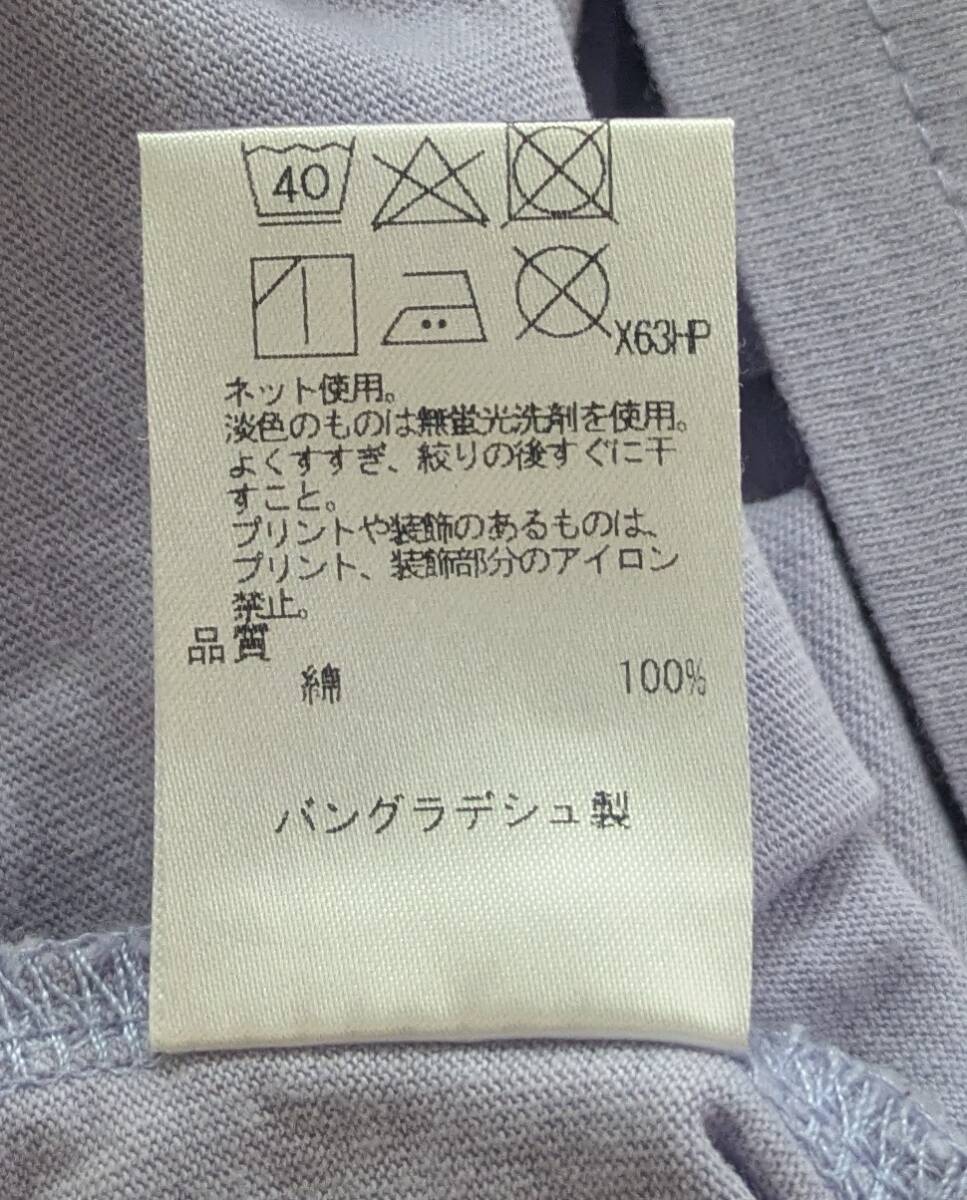 40
X63HP
ネット使用。
淡色のものは無蛍光洗剤を使用。
よくすすぎ、絞りの後すぐに干
すこと。
プリントや装飾のあるものは、
プリント、装飾部分のアイロン
禁止。
品質
綿 100%
バングラデシュ製